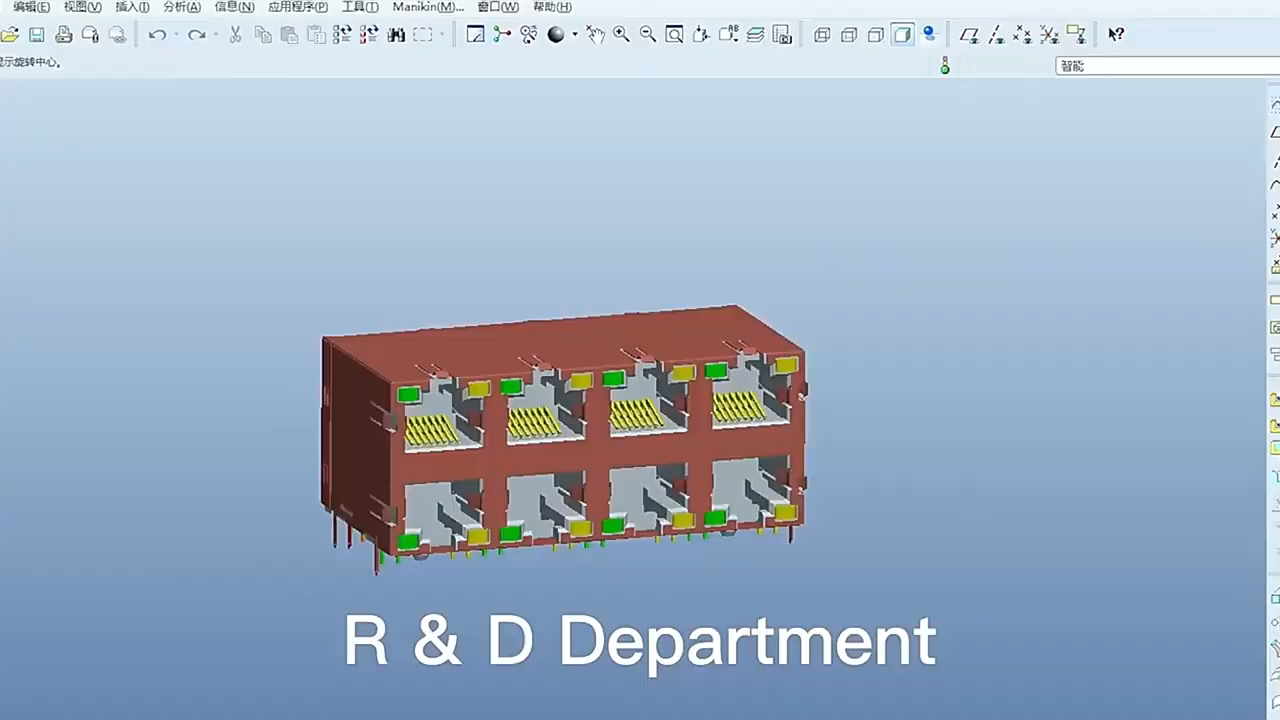 编辑(E) 视图(V) 插入(I) 分析(A) 信息(N) 应用程序(P) 工具(T) Manikin(M)... 窗口(W) 帮助(H)
显示旋转中心。
智能
R & D Department